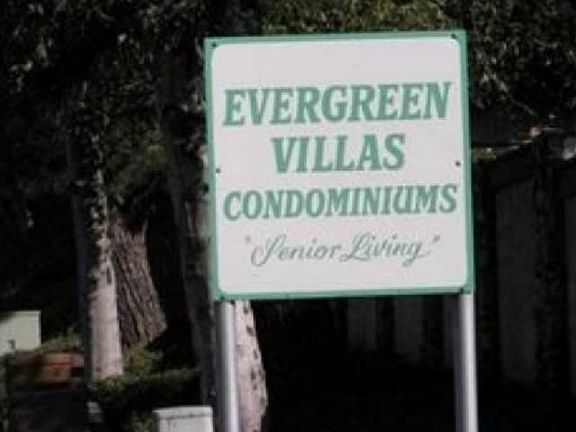 EVERGREEN
VILLAS
CONDOMINIUMS
"Senior Living"